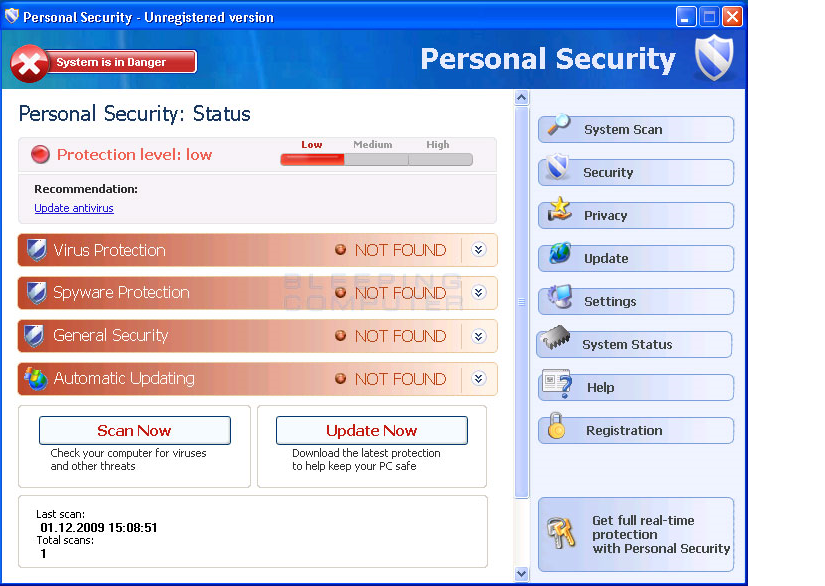 Personal Security - Unregistered version
System is in Danger
Personal Security
Personal Security: Status
Protection level: low
Low
Medium
High
Recommendation:
Update antivirus
Virus Protection
NOT FOUND
Spyware Protection
NOT FOUND
General Security
NOT FOUND
Automatic Updating
NOT FOUND
BLEEPING
COMPUTER
Scan Now
Check your computer for viruses
and other threats
Update Now
Download the latest protection
to help keep your PC safe
Last scan:
01.12.2009 15:08:51
Total scans:
1
System Scan
Security
Privacy
Update
Settings
System Status
Help
Registration
Get full real-time
protection
with Personal Security